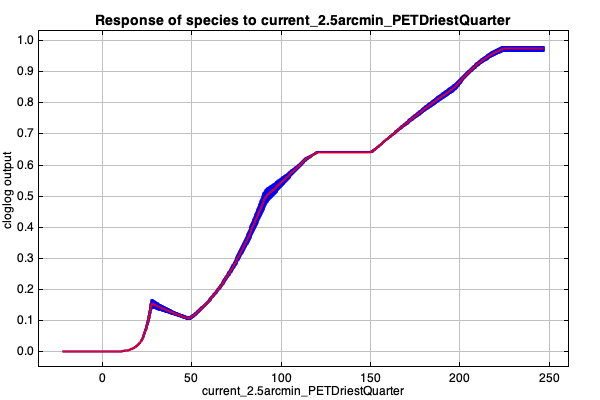 Response of species to current_2.5arcmin_PETDriestQuarter
1.0
0.9
0.8
0.7
0.6
0.5
0.4
0.3
0.2
0.1
0.0
cloglog output
0 50 100 150 200 250
current_2.5arcmin_PETDriestQuarter